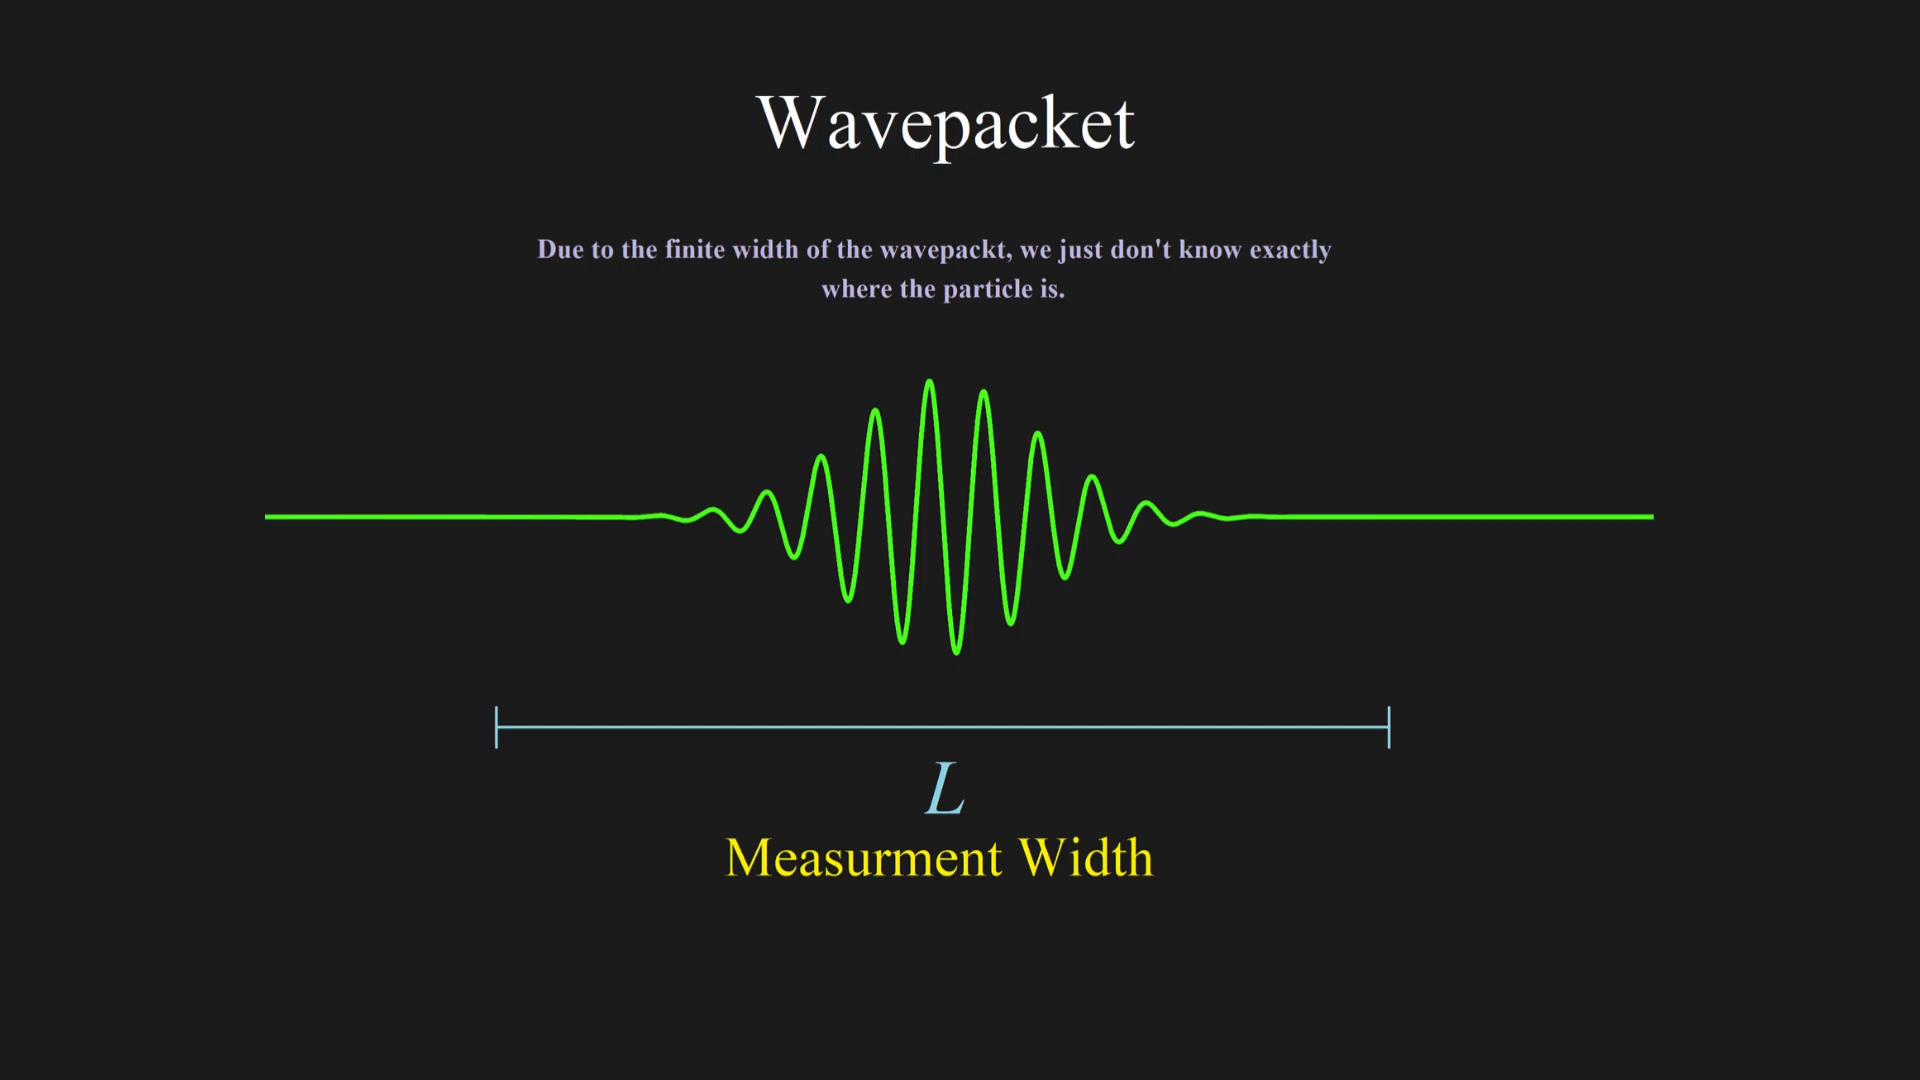 Wavepacket
Due to the finite width of the wavepackt, we just don't know exactly
where the particle is.
L
Measurment Width